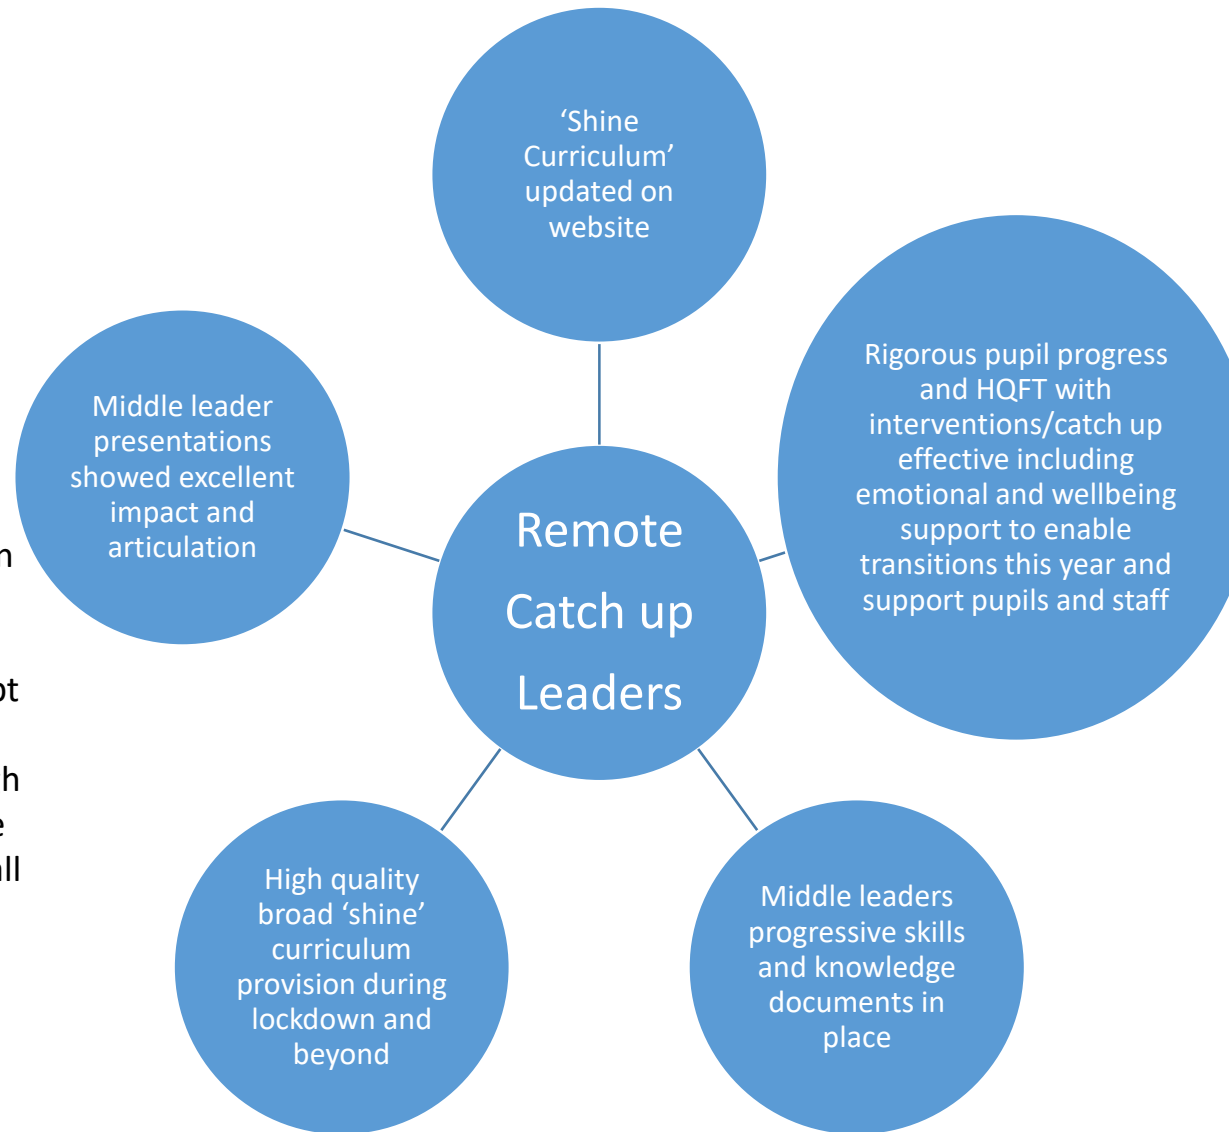 ‘Shine
Curriculum’
updated on
website
Rigorous pupil progress
and HQFT with
interventions/catch up
effective including
emotional and wellbeing
support to enable
transitions this year and
support pupils and staff
Middle leader
presentations
showed excellent
impact and
articulation
Remote
Catch up
Leaders
High quality
broad ‘shine’
curriculum
provision during
lockdown and
beyond
Middle leaders
progressive skills
and knowledge
documents in
place